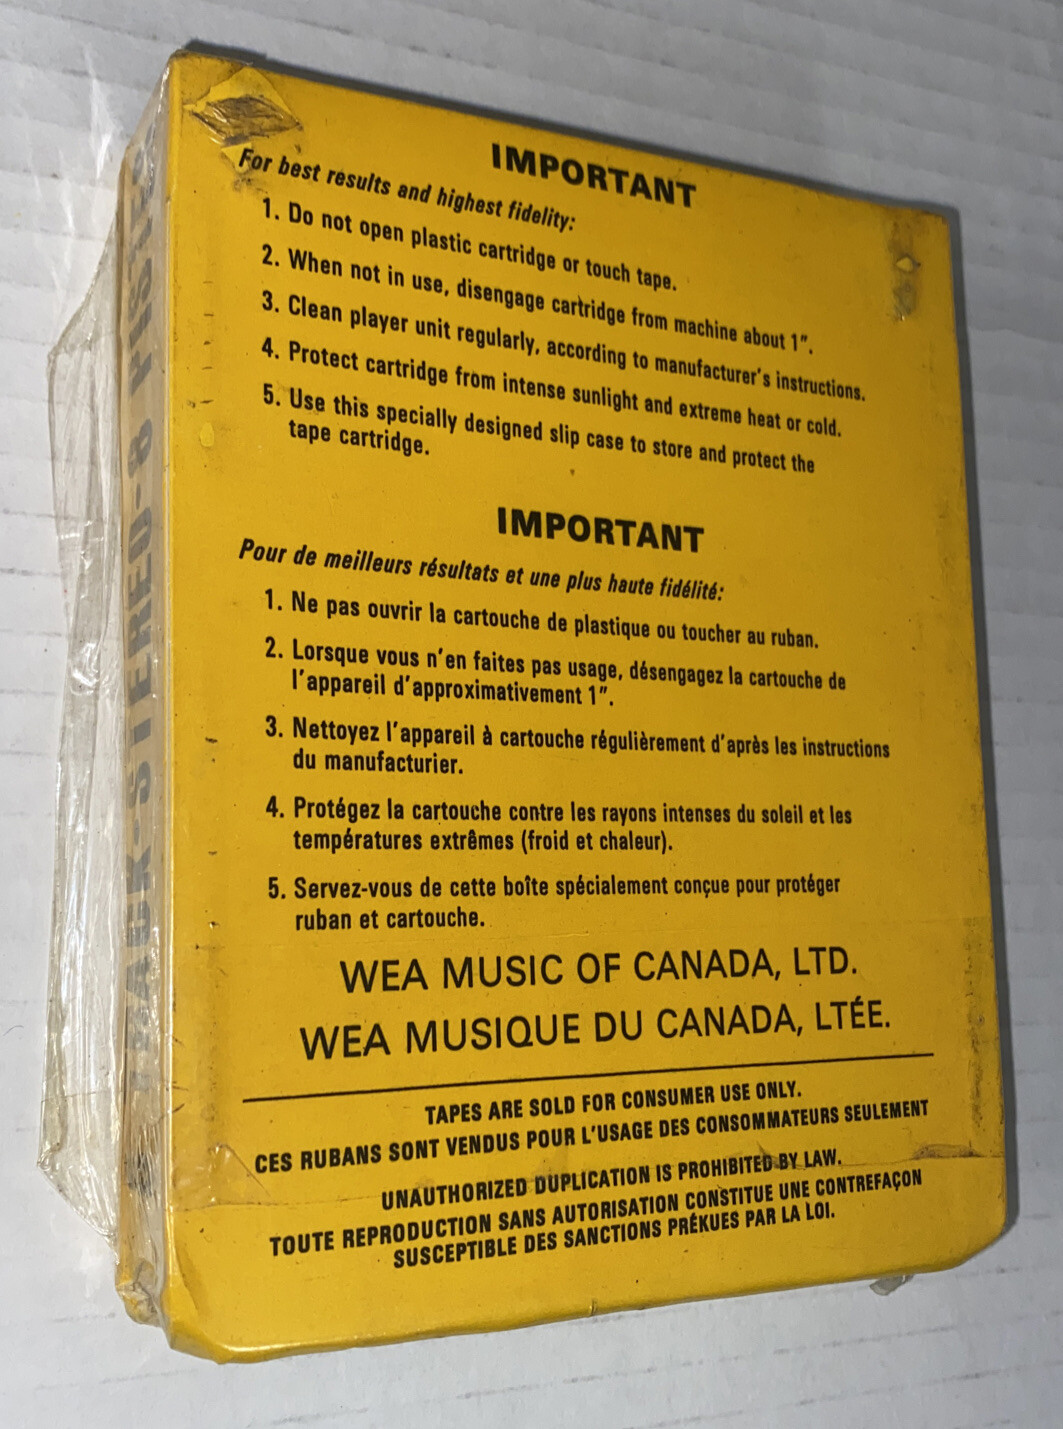 IMPORTANT
For best results and highest fidelity:
1. Do not open plastic cartridge or touch tape.
2. When not in use, disengage cartridge from machine about 1".
3. Clean player unit regularly, according to manufacturer's instructions.
4. Protect cartridge from intense sunlight and extreme heat or cold.
5. Use this specially designed slip case to store and protect the
tape cartridge.
IMPORTANT
Pour de meilleurs résultats et une plus haute fidélité:
1. Ne pas ouvrir la cartouche de plastique ou toucher au ruban.
2. Lorsque vous n'en faites pas usage, désengagez la cartouche de
l'appareil d'approximativement 1".
3. Nettoyez l'appareil à cartouche régulièrement d'après les instructions
du manufacturier.
4. Protégez la cartouche contre les rayons intenses du soleil et les
températures extrêmes (froid et chaleur).
5. Servez-vous de cette boîte spécialement conçue pour protéger
ruban et cartouche.
WEA MUSIC OF CANADA, LTD.
WEA MUSIQUE DU CANADA, LTÉE.
TAPES ARE SOLD FOR CONSUMER USE ONLY.
CES RUBANS SONT VENDUS POUR L'USAGE DES CONSOMMATEURS SEULEMENT
UNAUTHORIZED DUPLICATION IS PROHIBITED BY LAW.
TOUTE REPRODUCTION SANS AUTORISATION CONSTITUE UNE CONTREFAÇON
SUSCEPTIBLE DES SANCTIONS PRÉKUES PAR LA LOI.
STEREO-8 PISTES